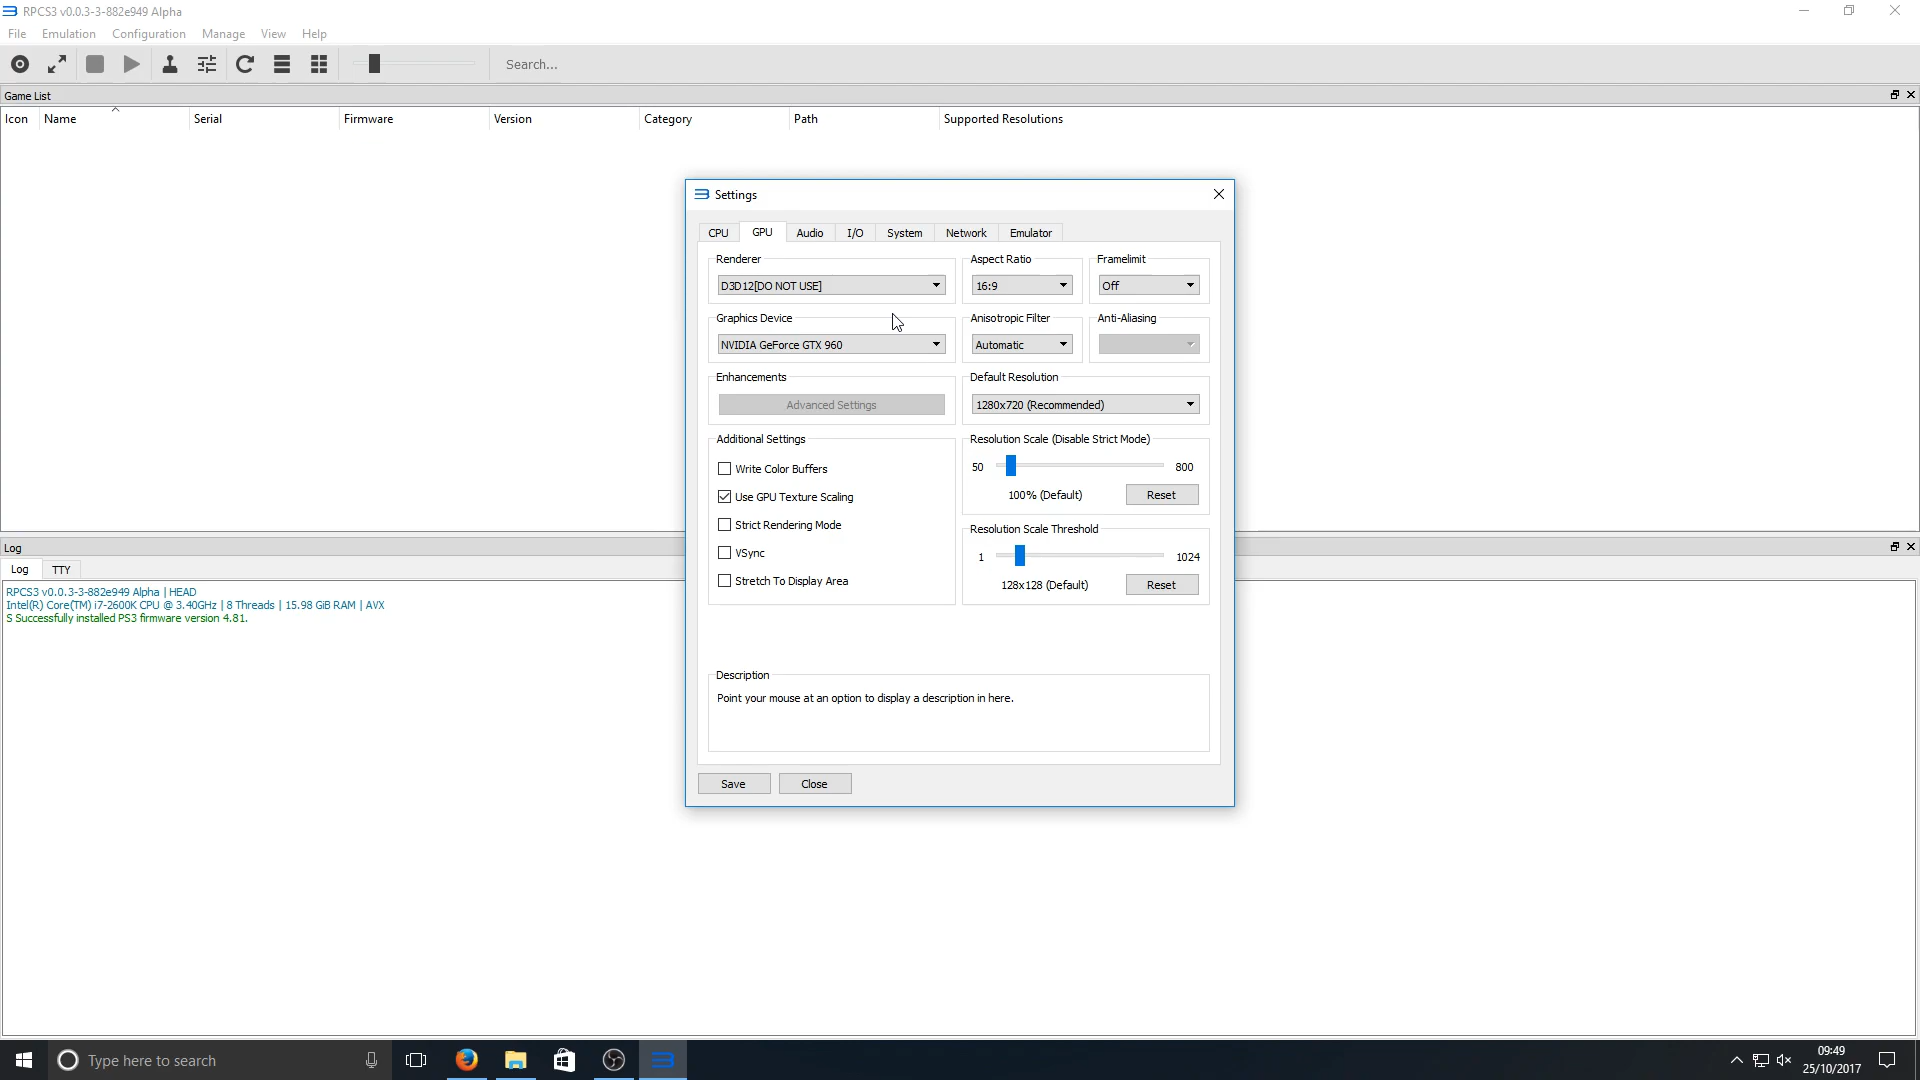 RPCS3 v0.0.3-3-882e949 Alpha
File Emulation Configuration Manage View Help
Search...
Game List
Icon Name Serial Firmware Version Category Path Supported Resolutions
Settings
CPU GPU Audio I/O System Network Emulator
Renderer Aspect Ratio Framelimit
D3D12[DO NOT USE] 16:9 Off
Graphics Device Anisotropic Filter Anti-Aliasing
NVIDIA GeForce GTX 960 Automatic
Enhancements Default Resolution
Advanced Settings 1280x720 (Recommended)
Additional Settings Resolution Scale (Disable Strict Mode)
Write Color Buffers 50 800
Use GPU Texture Scaling 100% (Default) Reset
Strict Rendering Mode Resolution Scale Threshold
VSync 1 1024
Stretch To Display Area 128x128 (Default) Reset
Description
Point your mouse at an option to display a description in here.
Save Close
Log
Log TTY
RPCS3 v0.0.3-3-882e949 Alpha | HEAD
Intel(R) Core(TM) i7-2600K CPU @ 3.40GHz | 8 Threads | 15.98 GiB RAM | AVX
S Successfully installed PS3 firmware version 4.81.
Type here to search
09:49
25/10/2017